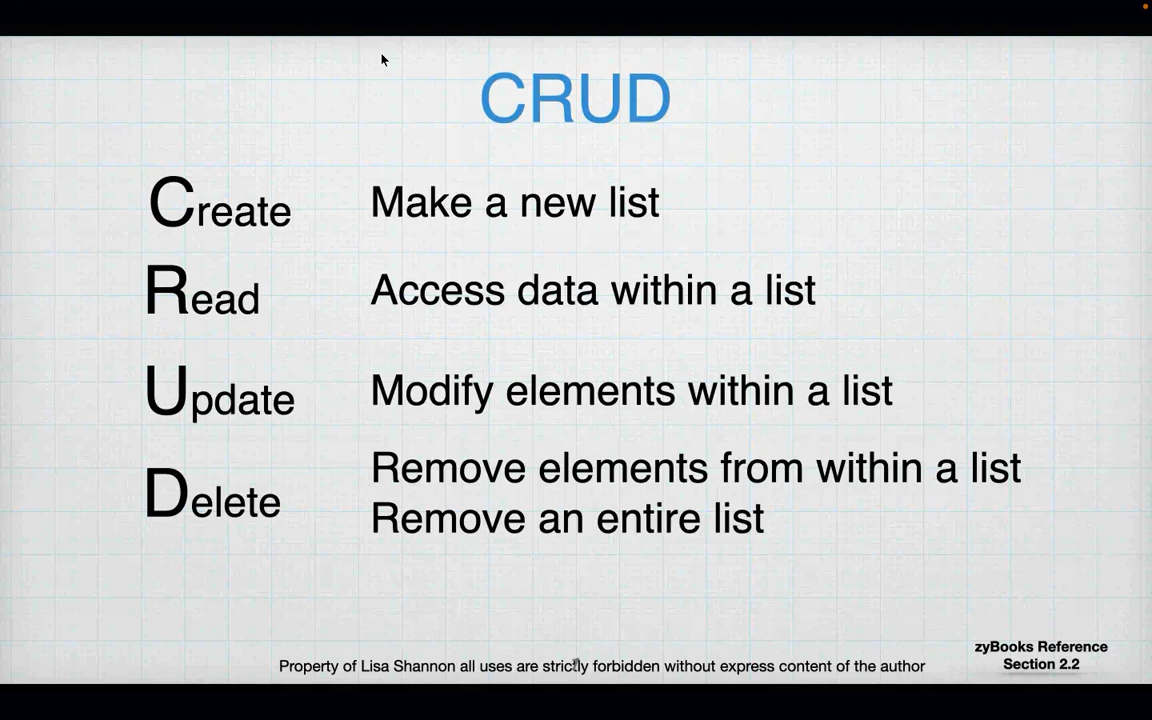 CRUD
Create Make a new list
Read Access data within a list
Update Modify elements within a list
Delete Remove elements from within a list
Remove an entire list
zyBooks Reference
Section 2.2
Property of Lisa Shannon all uses are strictly forbidden without express content of the author